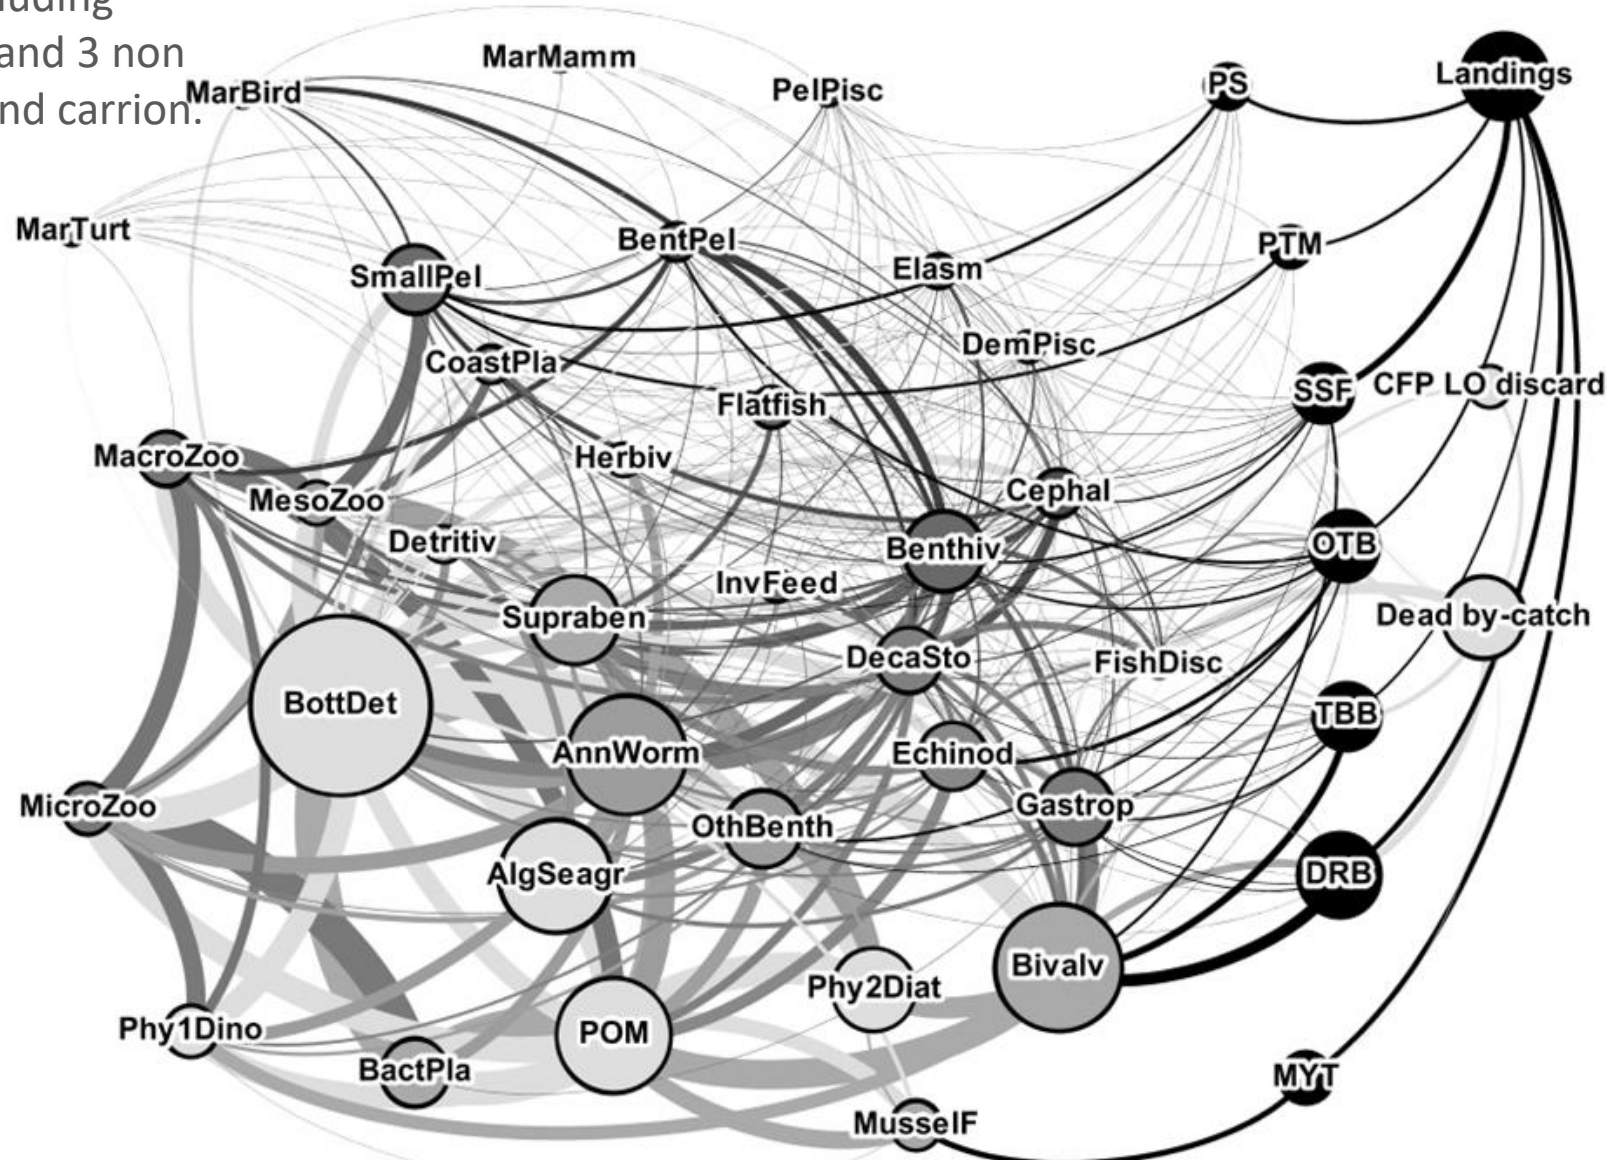 and 3 non
nd carrion.
MarMamm
MarBird
PelPisc
PS
Landings
MarTurt
BentPel
PTM
SmallPel
Elasm
CoastPla
DemPisc
Flatfish
SSF
CFP LO discard
MacroZoo
Herbiv
MesoZoo
Cephal
Detritiv
Benthiv
OTB
InvFeed
Supraben
Dead by-catch
DecaSto
FishDisc
BottDet
TBB
AnnWorm
Echinod
MicroZoo
OthBenth
Gastrop
AlgSeagr
DRB
Bivalv
Phy2Diat
Phy1Dino
POM
BactPla
MYT
MusselF